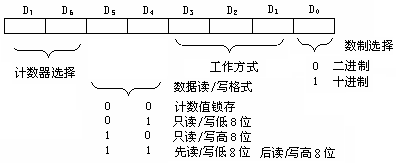 D7 D6 D5 D4 D3 D2 D1 D0
计数器选择 工作方式 数制选择
0 二进制
1 十进制
数据读/写格式
0 0 计数值锁存
0 1 只读/写低8位
1 0 只读/写高8位
1 1 先读/写低8位 后读/写高8位